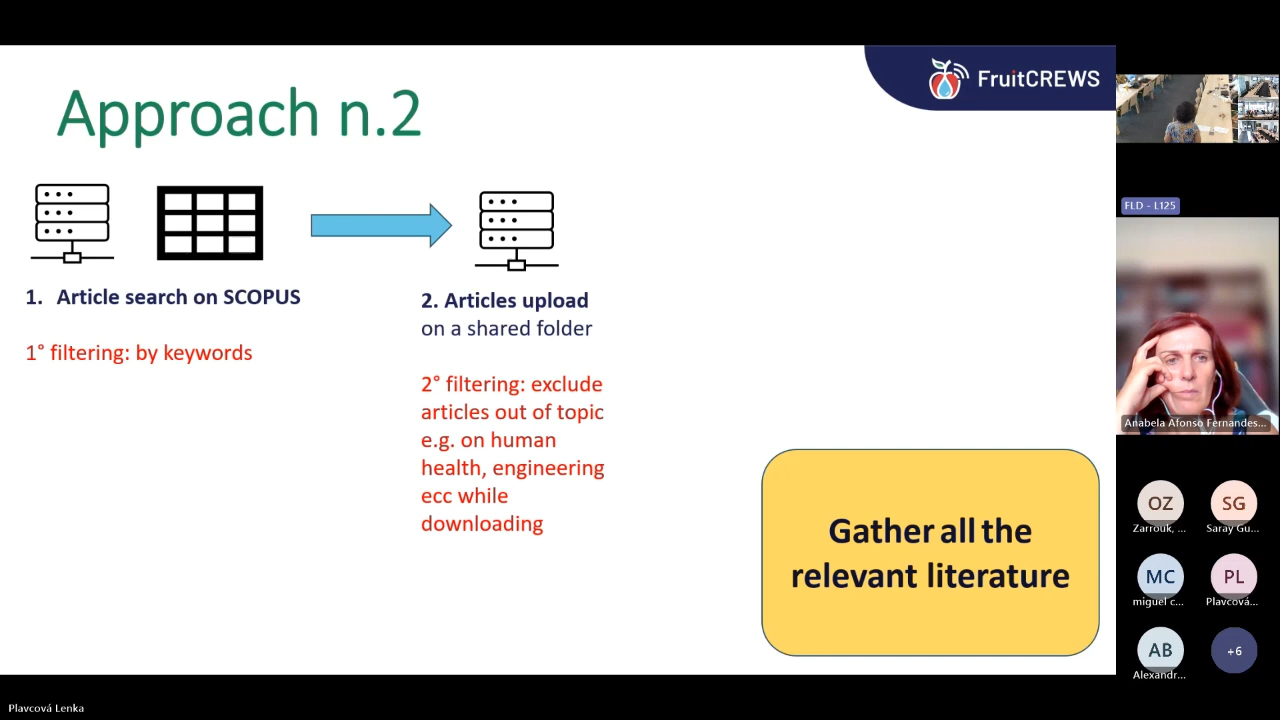 FruitCREWS
Approach n.2
1. Article search on SCOPUS
1° filtering: by keywords
2. Articles upload
on a shared folder
2° filtering: exclude
articles out of topic
e.g. on human
health, engineering
ecc while
downloading
Gather all the
relevant literature
FLD - L125
Anabela Afonso Fernandes...
OZ
Zarrouk, ...
SG
Saray Gu...
MC
miguel c...
PL
Plavcová...
AB
Alexandr...
+6
Plavcová Lenka